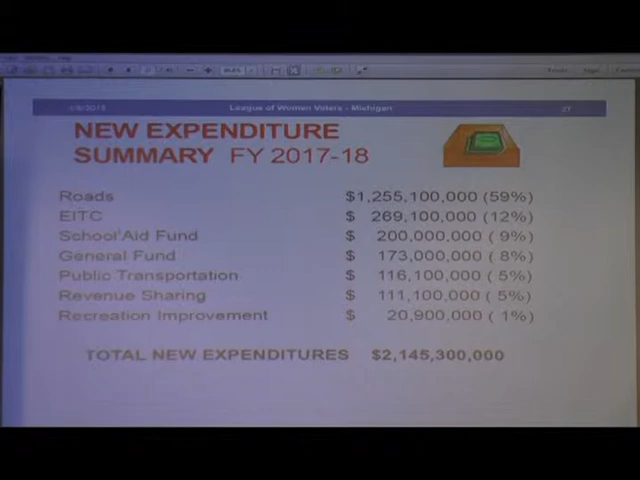 League of Women Voters - Michigan
27
NEW EXPENDITURE
SUMMARY FY 2017-18
Roads $1,255,100,000 (59%)
EITC $ 269,100,000 (12%)
School Aid Fund $ 200,000,000 ( 9%)
General Fund $ 173,000,000 ( 8%)
Public Transportation $ 116,100,000 ( 5%)
Revenue Sharing $ 111,100,000 ( 5%)
Recreation Improvement $ 20,900,000 ( 1%)
TOTAL NEW EXPENDITURES $2,145,300,000